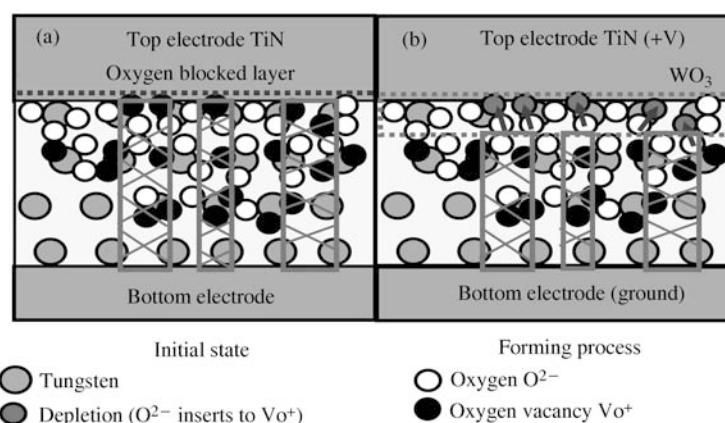 (a)
Top electrode TiN
Oxygen blocked layer
Bottom electrode
Initial state
(b)
Top electrode TiN (+V)
WO₃
Bottom electrode (ground)
Forming process
Tungsten
Depletion (O²⁻ inserts to Vo⁺)
Oxygen O²⁻
Oxygen vacancy Vo⁺